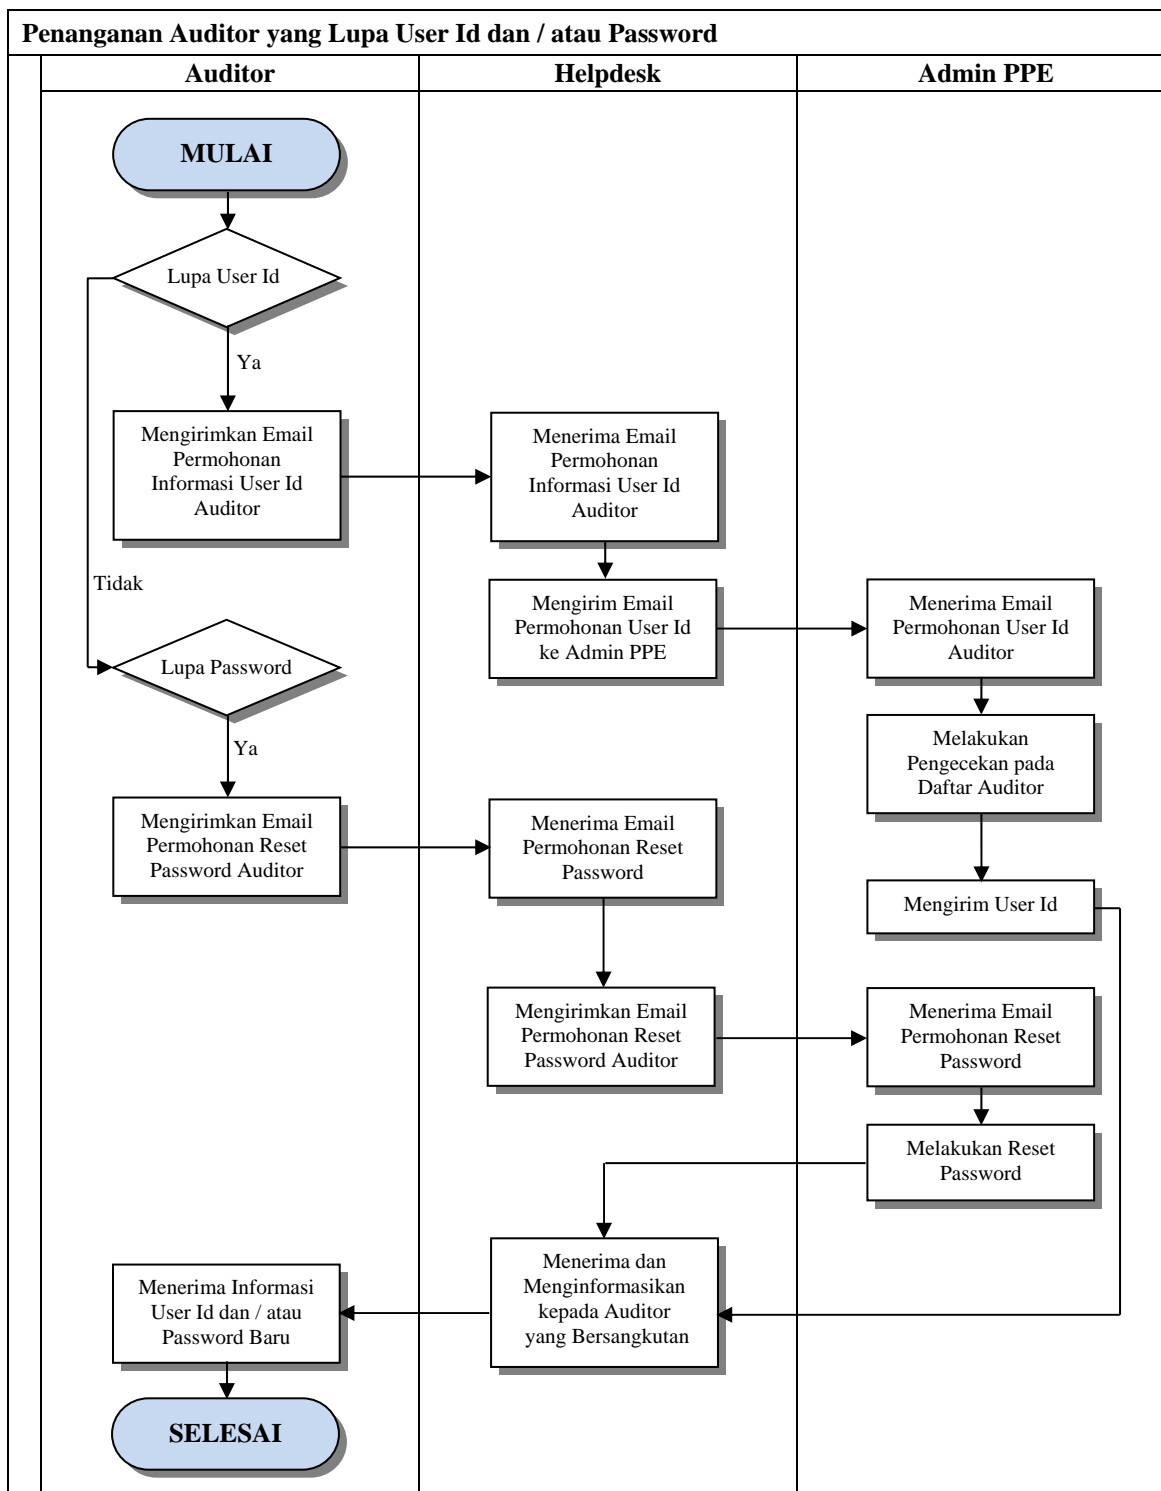 Penanganan Auditor yang Lupa User Id dan / atau Password
Auditor
Helpdesk
Admin PPE
MULAI
Lupa User Id
Ya
Mengirimkan Email
Permohonan
Informasi User Id
Auditor
Menerima Email
Permohonan
Informasi User Id
Auditor
Tidak
Mengirim Email
Permohonan User Id
ke Admin PPE
Menerima Email
Permohonan User Id
Auditor
Lupa Password
Ya
Melakukan
Pengecekan pada
Daftar Auditor
Mengirimkan Email
Permohonan Reset
Password Auditor
Menerima Email
Permohonan Reset
Password
Mengirim User Id
Mengirimkan Email
Permohonan Reset
Password Auditor
Menerima Email
Permohonan Reset
Password
Melakukan Reset
Password
Menerima dan
Menginformasikan
kepada Auditor
yang Bersangkutan
Menerima Informasi
User Id dan / atau
Password Baru
SELESAI